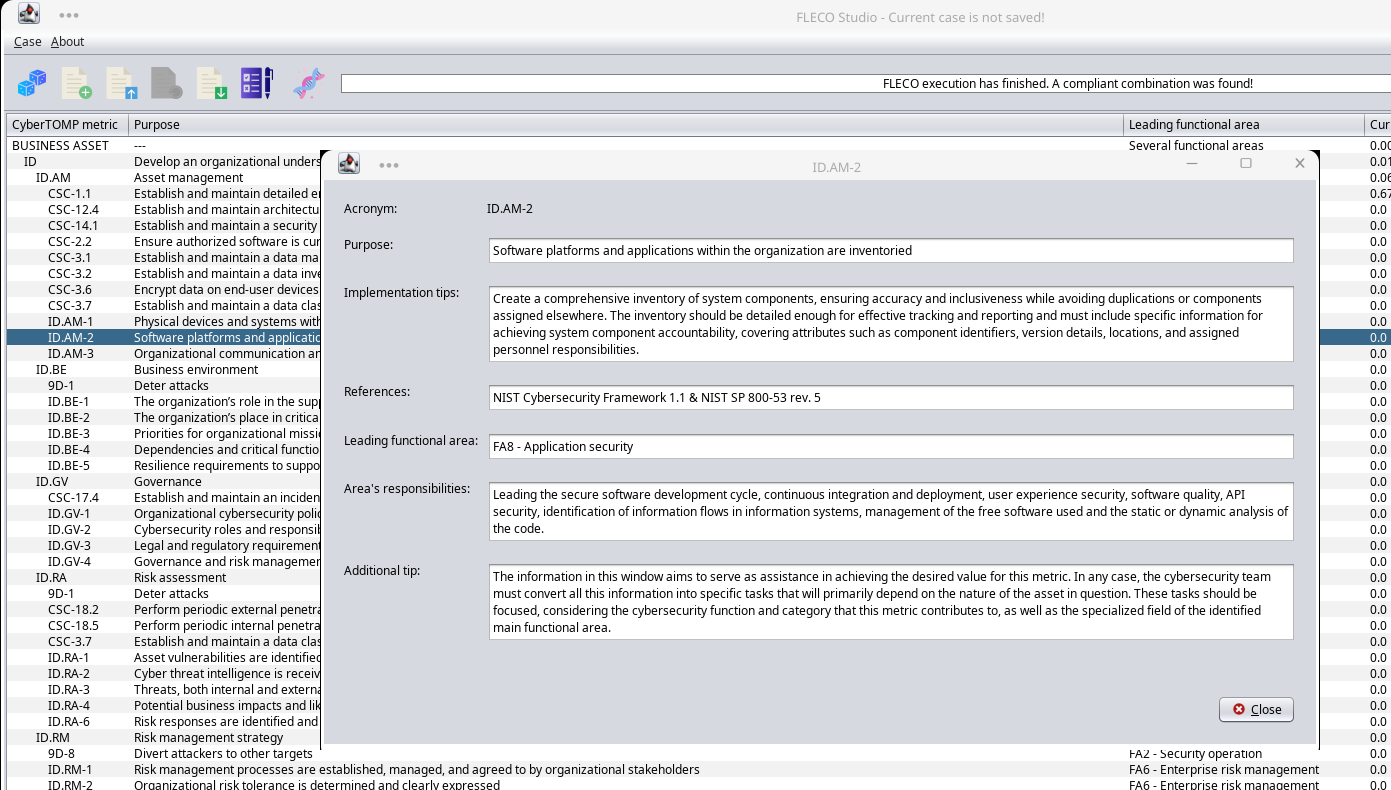 FLECO Studio - Current case is not saved!
Case About
FLECO execution has finished. A compliant combination was found!
CyberTOMP metric Purpose Leading functional area Cur
BUSINESS ASSET --- Several functional areas 0.00
ID Develop an organizational unders 0.01
ID.AM Asset management 0.06
CSC-1.1 Establish and maintain detailed 0.67
CSC-12.4 Establish and maintain architectu 0.0
CSC-14.1 Establish and maintain a security 0.0
CSC-2.2 Ensure authorized software is cur 0.0
CSC-3.1 Establish and maintain a data ma 0.0
CSC-3.2 Establish and maintain a data inve 0.0
CSC-3.6 Encrypt data on end-user devices 0.0
CSC-3.7 Establish and maintain a data clas 0.0
ID.AM-1 Physical devices and systems with 0.0
ID.AM-2 Software platforms and applicatio 0.0
ID.AM-3 Organizational communication ar 0.0
ID.BE Business environment 0.0
9D-1 Deter attacks 0.0
ID.BE-1 The organization's role in the sup 0.0
ID.BE-2 The organization's place in critica 0.0
ID.BE-3 Priorities for organizational missi 0.0
ID.BE-4 Dependencies and critical functio 0.0
ID.BE-5 Resilience requirements to suppo 0.0
ID.GV Governance 0.0
CSC-17.4 Establish and maintain an inciden 0.0
ID.GV-1 Organizational cybersecurity polic 0.0
ID.GV-2 Cybersecurity roles and responsib 0.0
ID.GV-3 Legal and regulatory requirement 0.0
ID.GV-4 Governance and risk managemer 0.0
ID.RA Risk assessment 0.0
9D-1 Deter attacks 0.0
CSC-18.2 Perform periodic external penetra 0.0
CSC-18.5 Perform periodic internal penetra 0.0
CSC-3.7 Establish and maintain a data clas 0.0
ID.RA-1 Asset vulnerabilities are identified 0.0
ID.RA-2 Cyber threat intelligence is receiv 0.0
ID.RA-3 Threats, both internal and externa 0.0
ID.RA-4 Potential business impacts and lik 0.0
ID.RA-6 Risk responses are identified and 0.0
ID.RM Risk management strategy 0.0
9D-8 Divert attackers to other targets FA2 - Security operation 0.0
ID.RM-1 Risk management processes are established, managed, and agreed to by organizational stakeholders FA6 - Enterprise risk management 0.0
ID.RM-2 Organizational risk tolerance is determined and clearly expressed FA6 - Enterprise risk management 0.0
ID.AM-2
Acronym: ID.AM-2
Purpose: Software platforms and applications within the organization are inventoried
Implementation tips: Create a comprehensive inventory of system components, ensuring accuracy and inclusiveness while avoiding duplications or components
assigned elsewhere. The inventory should be detailed enough for effective tracking and reporting and must include specific information for
achieving system component accountability, covering attributes such as component identifiers, version details, locations, and assigned
personnel responsibilities.
References: NIST Cybersecurity Framework 1.1 & NIST SP 800-53 rev. 5
Leading functional area: FA8 - Application security
Area's responsibilities: Leading the secure software development cycle, continuous integration and deployment, user experience security, software quality, API
security, identification of information flows in information systems, management of the free software used and the static or dynamic analysis of
the code.
Additional tip: The information in this window aims to serve as assistance in achieving the desired value for this metric. In any case, the cybersecurity team
must convert all this information into specific tasks that will primarily depend on the nature of the asset in question. These tasks should be
focused, considering the cybersecurity function and category that this metric contributes to, as well as the specialized field of the identified
main functional area.
Close